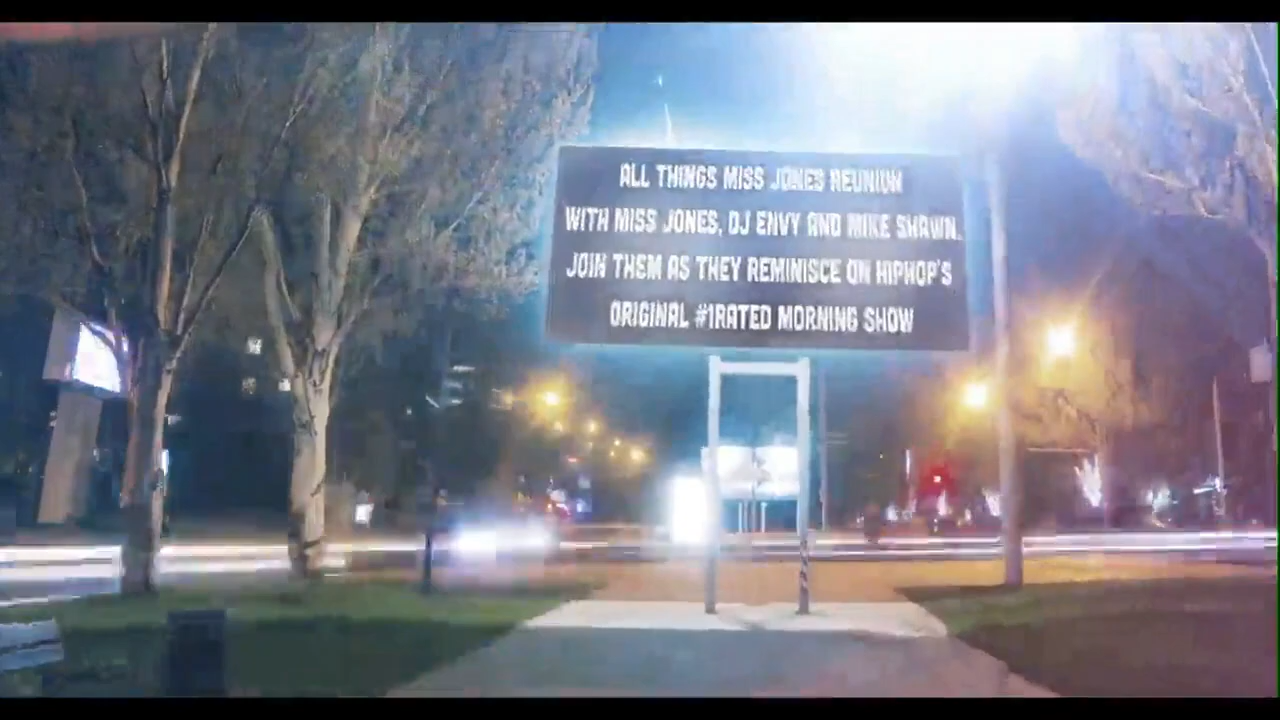 ALL THINGS MISS JONES REUNION
WITH MISS JONES, DJ ENVY AND MIKE SHAWN.
JOIN THEM AS THEY REMINISCE ON HIPHOP'S
ORIGINAL #1RATED MORNING SHOW